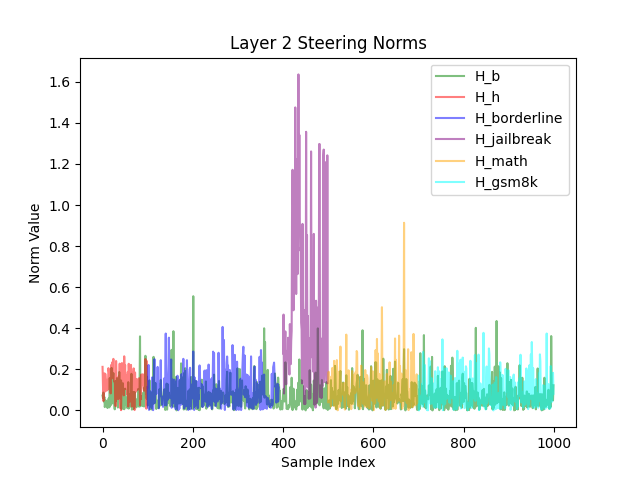 Layer 2 Steering Norms
Norm Value
1.6
1.4
1.2
1.0
0.8
0.6
0.4
0.2
0.0
H_b
H_h
H_borderline
H_jailbreak
H_math
H_gsm8k
0
200
400
600
800
1000
Sample Index